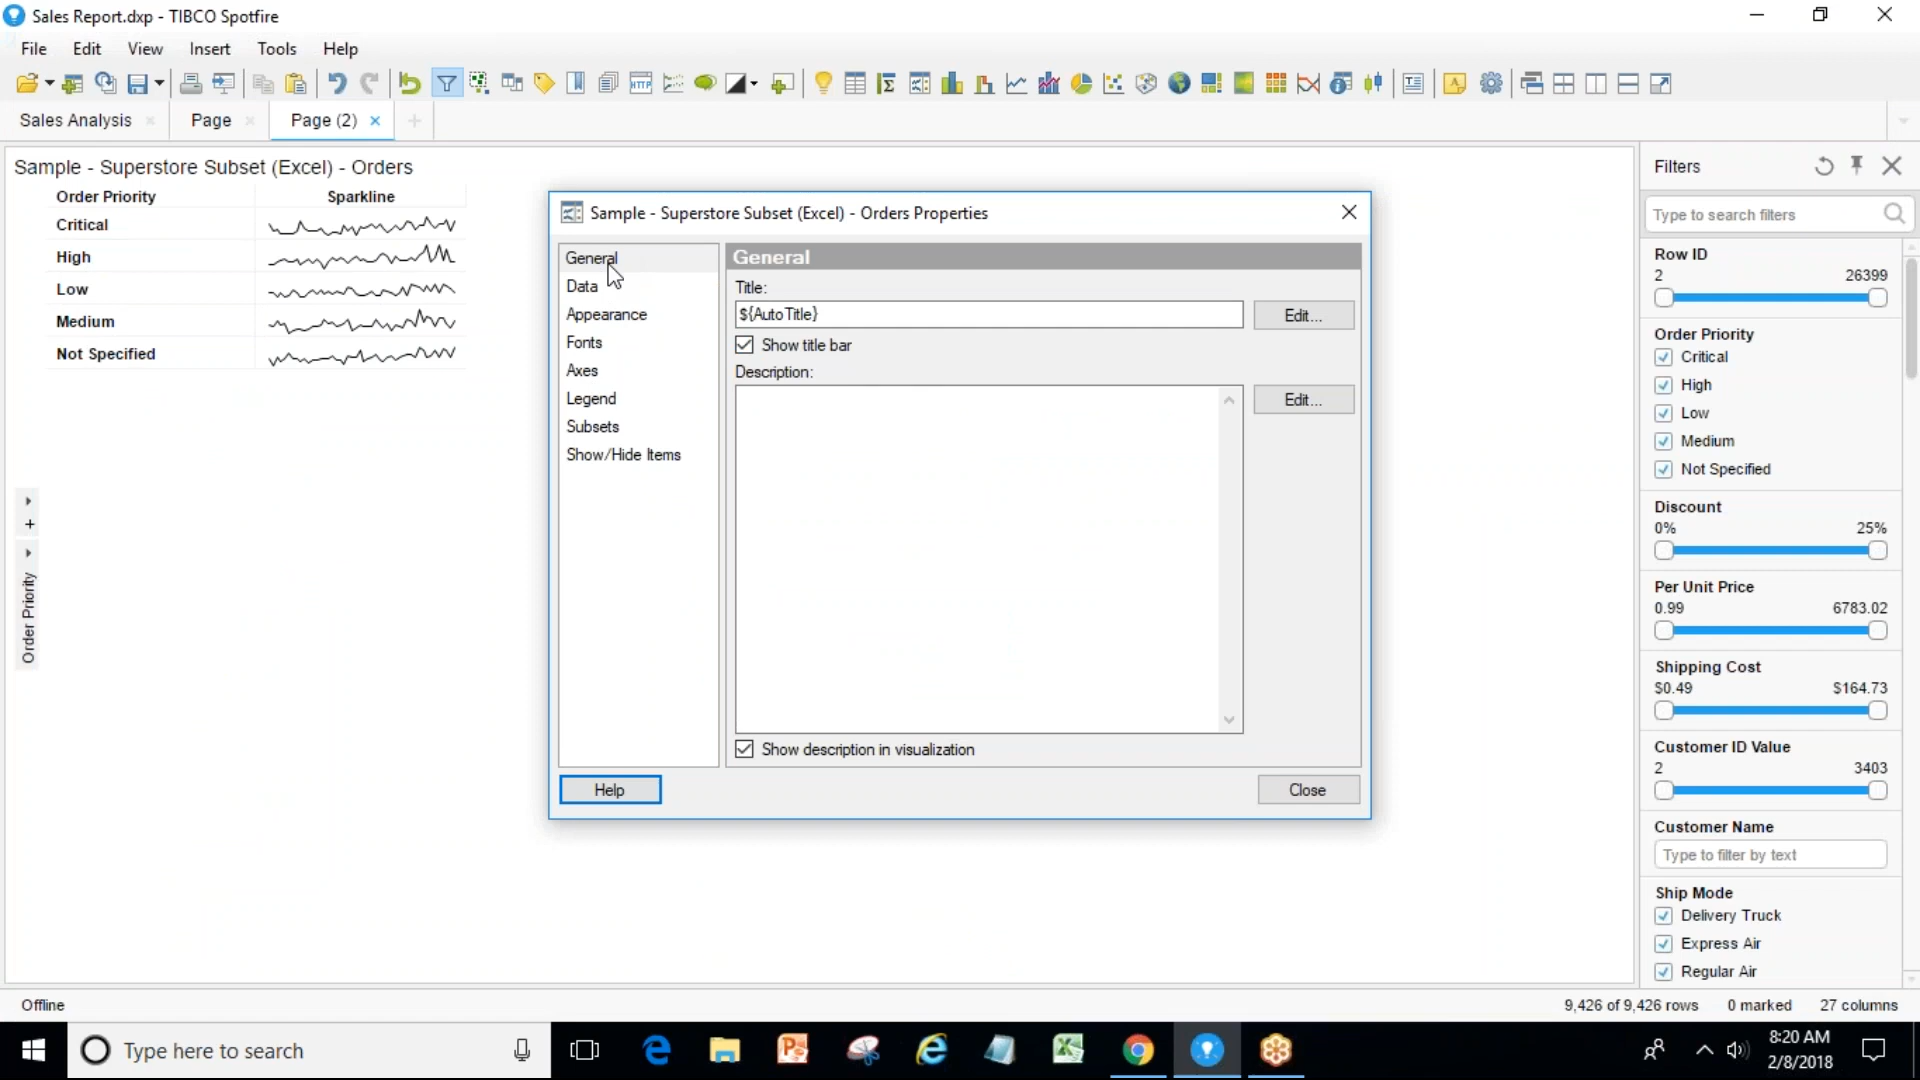 Sales Report.dxp - TIBCO Spotfire
File Edit View Insert Tools Help
Sales Analysis Page Page (2)
Sample - Superstore Subset (Excel) - Orders
Order Priority Sparkline
Critical
High
Low
Medium
Not Specified
Order Priority
Sample - Superstore Subset (Excel) - Orders Properties
General
Data
Appearance
Fonts
Axes
Legend
Subsets
Show/Hide Items
General
Title:
${AutoTitle}
Edit...
Show title bar
Description:
Edit...
Show description in visualization
Help
Close
Filters
Type to search filters
Row ID
2 26399
Order Priority
Critical
High
Low
Medium
Not Specified
Discount
0% 25%
Per Unit Price
0.99 6783.02
Shipping Cost
$0.49 $164.73
Customer ID Value
2 3403
Customer Name
Type to filter by text
Ship Mode
Delivery Truck
Express Air
Regular Air
Offline
9,426 of 9,426 rows 0 marked 27 columns
Type here to search
8:20 AM
2/8/2018